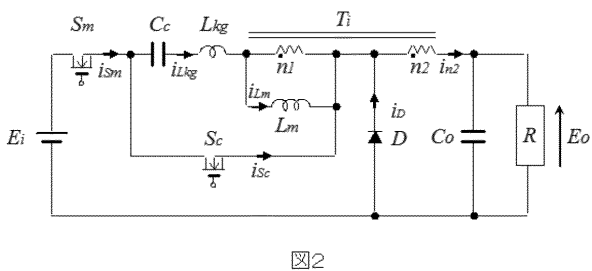 Sm
Cc
Lkg
Ti
iSm
iLkg
n1
n2
in2
iLm
Lm
iD
Ei
Sc
D
Co
R
Eo
iSc
図2